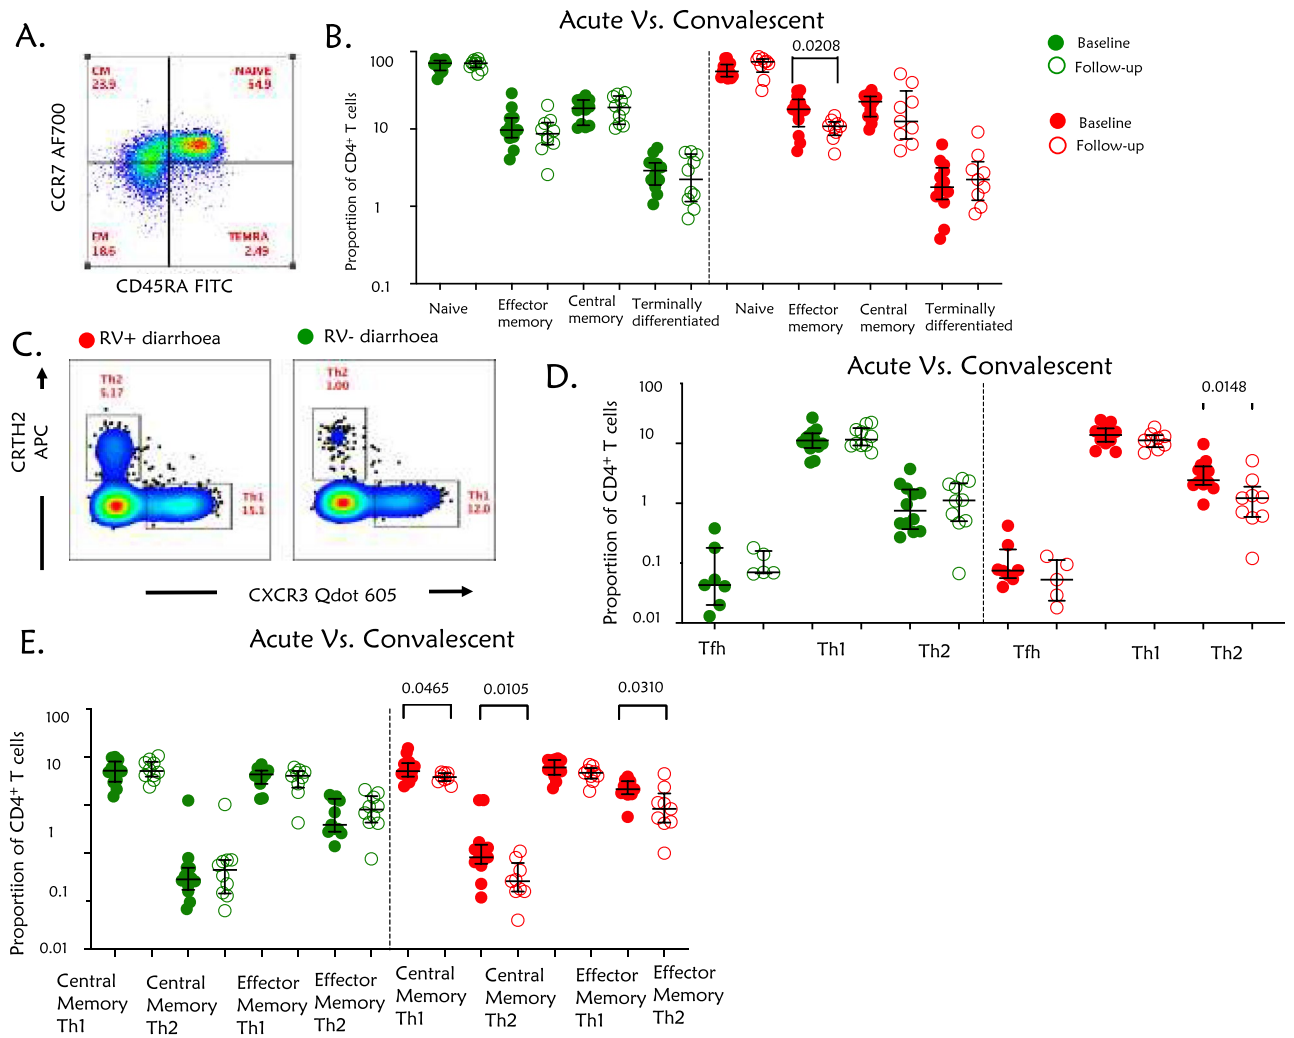 A.
CM
23.9
NAIVE
54.9
EM
18.6
TEMRA
2.49
CCR7 AF700
CD45RA FITC
B.
Acute Vs. Convalescent
0.0208
Proportiion of CD4+ T cells
100
10
1
0.1
Naive
Effector
memory
Central
memory
Terminally
differentiated
Naive
Effector
memory
Central
memory
Terminally
differentiated
Baseline
Follow-up
Baseline
Follow-up
C.
RV+ diarrhoea
RV- diarrhoea
Th2
5.17
Th1
15.1
Th2
1.00
Th1
12.0
CRTH2
APC
CXCR3 Qdot 605
D.
Acute Vs. Convalescent
0.0148
Proportiion of CD4+ T cells
100
10
1
0.1
0.01
Tfh
Th1
Th2
Tfh
Th1
Th2
E.
Acute Vs. Convalescent
0.0465
0.0105
0.0310
Proportiion of CD4+ T cells
100
10
1
0.1
0.01
Central
Memory
Th1
Central
Memory
Th2
Effector
Memory
Th1
Effector
Memory
Th2
Central
Memory
Th1
Central
Memory
Th2
Effector
Memory
Th1
Effector
Memory
Th2